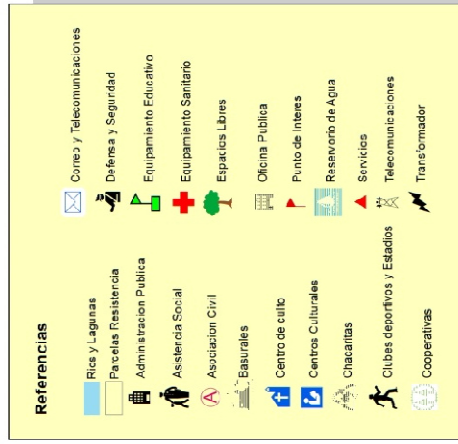 Referencias
Rios y Lagunas
Parcelas Resistencia
Administracion Publica
Asistencia Social
Asociacion Civil
Basurales
Centro de culto
Centros Culturales
Chacaritas
Clubes deportivos y Estadios
Cooperativas
Correo y Telecomunicaciones
Defensa y Seguridad
Equipamiento Educativo
Equipamiento Sanitario
Espacios Libres
Oficina Publica
Punto de Interes
Reservorio de Agua
Servicios
Telecomunicaciones
Transformador